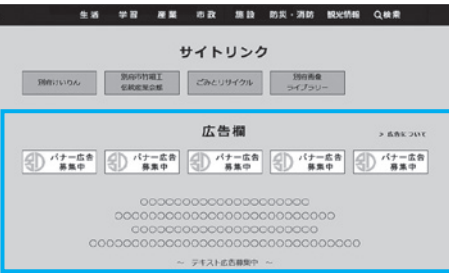 生活 学習 産業 市政 施設 防災・消防 観光情報 検索
サイトリンク
別府けいりん
別府市竹細工
伝統産業会館
ごみとリサイクル
別府画像
ライブラリー
広告欄
> 広告について
バナー広告
募集中
バナー広告
募集中
バナー広告
募集中
バナー広告
募集中
バナー広告
募集中
○○○○○○○○○○○○○○○○○○○
○○○○○○○○○○○○○○○○○○○○○○○○
○○○○○○○○○○○○○○○○○○○○
○○○○○○○○○○○○○○○○○○○○○○○○○○○○○
～ テキスト広告募集中 ～